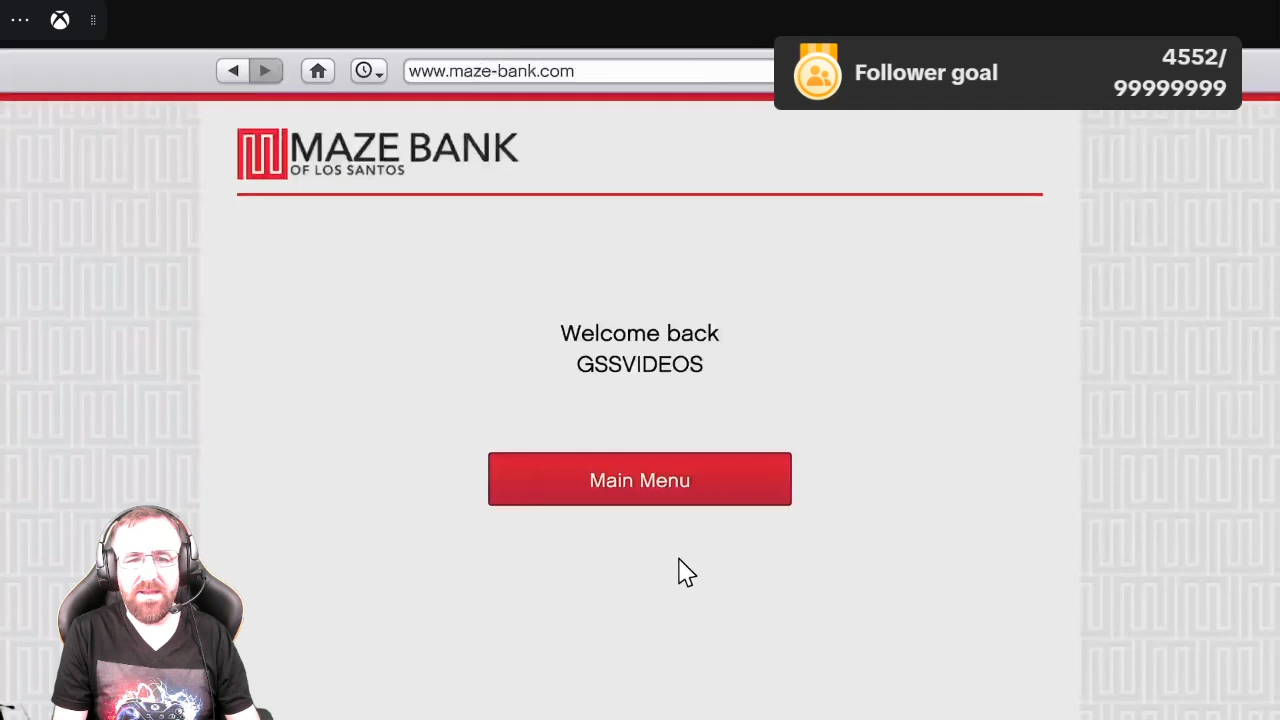 www.maze-bank.com
Follower goal
4552/
99999999
MAZE BANK
OF LOS SANTOS
Welcome back
GSSVIDEOS
Main Menu